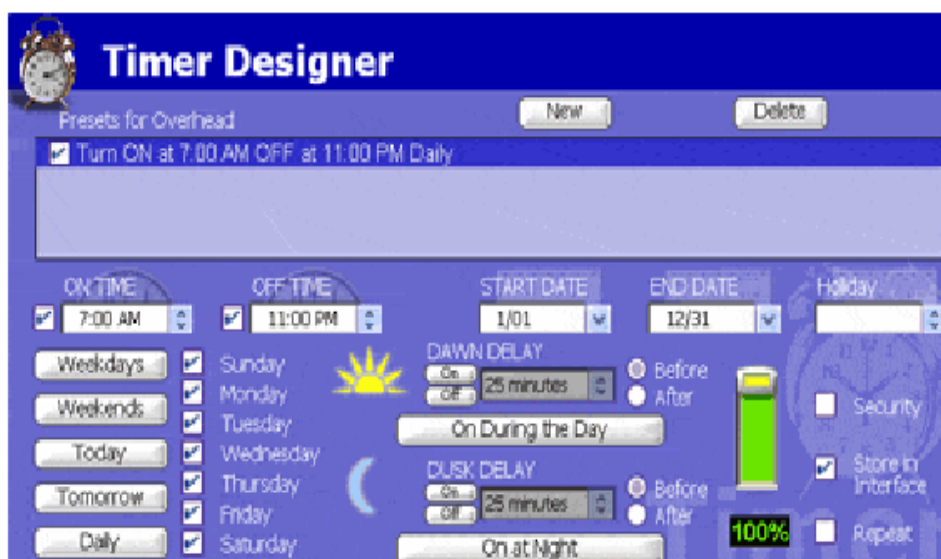 Timer Designer
Presets for Overhead
New
Delete
Turn ON at 7:00 AM OFF at 11:00 PM Daily
ON TIME
OFF TIME
START DATE
END DATE
Holiday
7:00 AM
11:00 PM
1/01
12/31
Weekdays
Weekends
Today
Tomorrow
Daily
Sunday
Monday
Tuesday
Wednesday
Thursday
Friday
Saturday
DAWN DELAY
On
Off
25 minutes
Before
After
On During the Day
DUSK DELAY
On
Off
25 minutes
Before
After
On at Night
100%
Security
Store in
Interface
Repeat